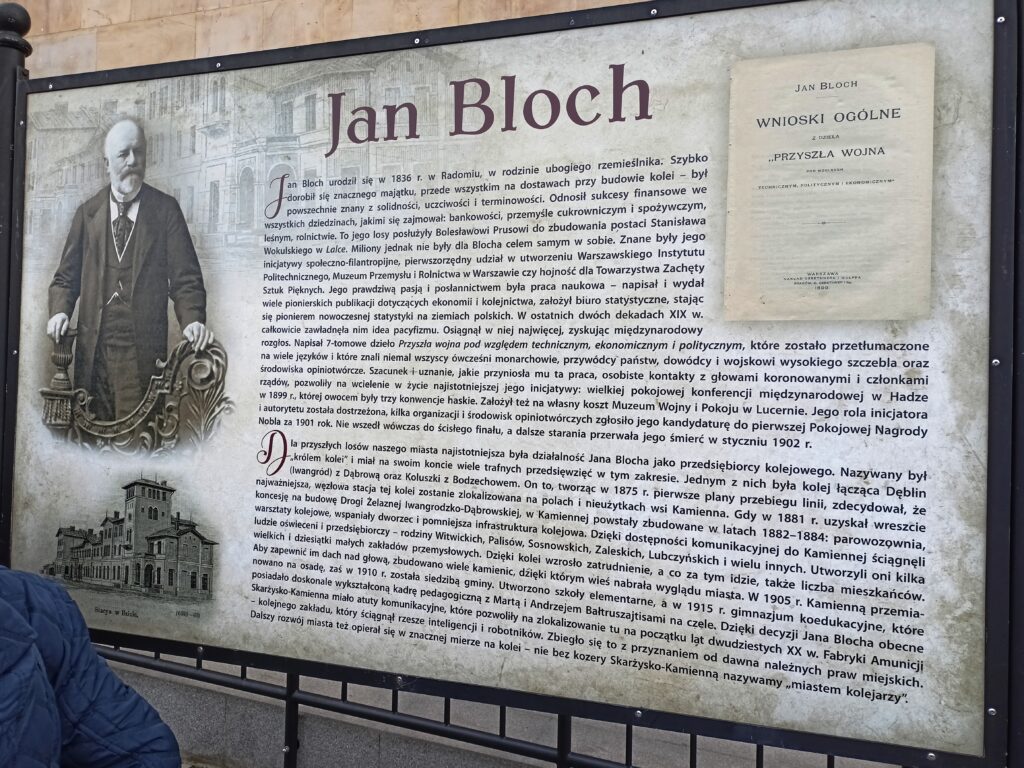 Jan Bloch
Jan Bloch urodził się w 1836 r. w Radomiu, w rodzinie ubogiego rzemieślnika. Szybko
dorobił się znacznego majątku, przede wszystkim na dostawach przy budowie kolei – był
powszechnie znany z solidności, uczciwości i terminowości. Odnosił sukcesy finansowe we
wszystkich dziedzinach, jakimi się zajmował: bankowości, przemyśle cukrowniczym i spożywczym,
leśnym, rolnictwie. To jego losy posłużyły Bolesławowi Prusowi do zbudowania postaci Stanisława
Wokulskiego w Lalce. Miliony jednak nie były dla Blocha celem samym w sobie. Znane były jego
inicjatywy społeczno-filantropijne, pierwszorzędny udział w utworzeniu Warszawskiego Instytutu
Politechnicznego, Muzeum Przemysłu i Rolnictwa w Warszawie czy hojność dla Towarzystwa Zachęty
Sztuk Pięknych. Jego prawdziwą pasją i posłannictwem była praca naukowa – napisał i wydał
wiele pionierskich publikacji dotyczących ekonomii i kolejnictwa, założył biuro statystyczne, stając
się pionierem nowoczesnej statystyki na ziemiach polskich. W ostatnich dwóch dekadach XIX w.
całkowicie zawładnęła nim idea pacyfizmu. Osiągnął w niej najwięcej, zyskując międzynarodowy
rozgłos. Napisał 7-tomowe dzieło Przyszła wojna pod względem technicznym, ekonomicznym i politycznym, które zostało przetłumaczone
na wiele języków i które znali niemal wszyscy ówcześni monarchowie, przywódcy państw, dowódcy i wojskowi wysokiego szczebla oraz
środowiska opiniotwórcze. Szacunek i uznanie, jakie przyniosła mu ta praca, osobiste kontakty z głowami koronowanymi i członkami
rządów, pozwoliły na wcielenie w życie najistotniejszej jego inicjatywy: wielkiej pokojowej konferencji międzynarodowej w Hadze
w 1899 r., której owocem były trzy konwencje haskie. Założył też na własny koszt Muzeum Wojny i Pokoju w Lucernie. Jego rola inicjatora
i autorytetu została dostrzeżona, kilka organizacji i środowisk opiniotwórczych zgłosiło jego kandydaturę do pierwszej Pokojowej Nagrody
Nobla za 1901 rok. Nie wszedł wówczas do ścisłego finału, a dalsze starania przerwała jego śmierć w styczniu 1902 r.
Dla przyszłych losów naszego miasta najistotniejsza była działalność Jana Blocha jako przedsiębiorcy kolejowego. Nazywany był
„królem kolei” i miał na swoim koncie wiele trafnych przedsięwzięć w tym zakresie. Jednym z nich była kolej łącząca Dęblin
(Iwangród) z Dąbrową oraz Koluszki z Bodzechowem. On to, tworząc w 1875 r. pierwsze plany przebiegu linii, zdecydował, że
najważniejsza, węzłowa stacja tej kolei zostanie zlokalizowana na polach i nieużytkach wsi Kamienna. Gdy w 1881 r. uzyskał wreszcie
koncesję na budowę Drogi Żelaznej Iwangrodzko-Dąbrowskiej, w Kamiennej powstały zbudowane w latach 1882–1884: parowozownia,
warsztaty kolejowe, wspaniały dworzec i pomniejsza infrastruktura kolejowa. Dzięki dostępności komunikacyjnej do Kamiennej ściągnęli
ludzie oświeceni i przedsiębiorczy – rodziny Witwickich, Palisów, Sosnowskich, Zaleskich, Lubczyńskich i wielu innych. Utworzyli oni kilka
wielkich i dziesiątki małych zakładów przemysłowych. Dzięki kolei wzrosło zatrudnienie, a co za tym idzie, także liczba mieszkańców.
Aby zapewnić im dach nad głową, zbudowano wiele kamienic, dzięki którym wieś nabrała wyglądu miasta. W 1905 r. Kamienną przemia-
nowano na osadę, zaś w 1910 r. została siedzibą gminy. Utworzono szkoły elementarne, a w 1915 r. gimnazjum koedukacyjne, które
posiadało doskonale wykształconą kadrę pedagogiczną z Martą i Andrzejem Bałtruszajtisami na czele. Dzięki decyzji Jana Blocha obecne
Skarżysko-Kamienna miało atuty komunikacyjne, które pozwoliły na zlokalizowanie tu na początku lat dwudziestych XX w. Fabryki Amunicji
– kolejnego zakładu, który ściągnął rzesze inteligencji i robotników. Zbiegło się to z przyznaniem od dawna należnych praw miejskich.
Dalszy rozwój miasta też opierał się w znacznej mierze na kolei – nie bez kozery Skarżysko-Kamienną nazywamy „miastem kolejarzy”.
JAN BLOCH
WNIOSKI OGÓLNE
Z DZIEŁA
„PRZYSZŁA WOJNA
POD WZGLĘDEM
TECHNICZNYM, POLITYCZNYM I EKONOMICZNYM”
WARSZAWA
NAKŁAD GEBETHNERA I WOLFFA
KRAKÓW, G. GEBETHNER I Sp.